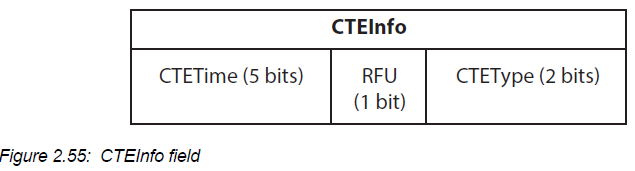 CTEInfo
CTETime (5 bits)
RFU
(1 bit)
CTEType (2 bits)
Figure 2.55: CTEInfo field